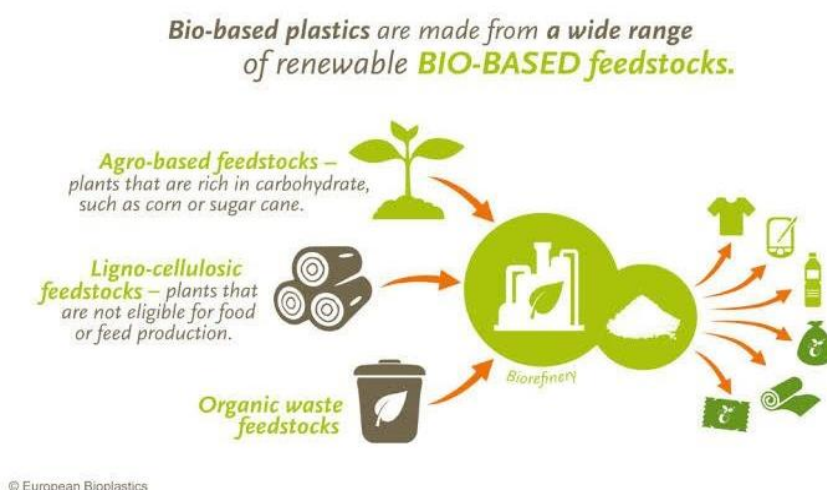 Bio-based plastics are made from a wide range
of renewable BIO-BASED feedstocks.
Agro-based feedstocks –
plants that are rich in carbohydrate,
such as corn or sugar cane.
Ligno-cellulosic
feedstocks – plants that
are not eligible for food
or feed production.
Organic waste
feedstocks
Biorefinery
© European Bioplastics